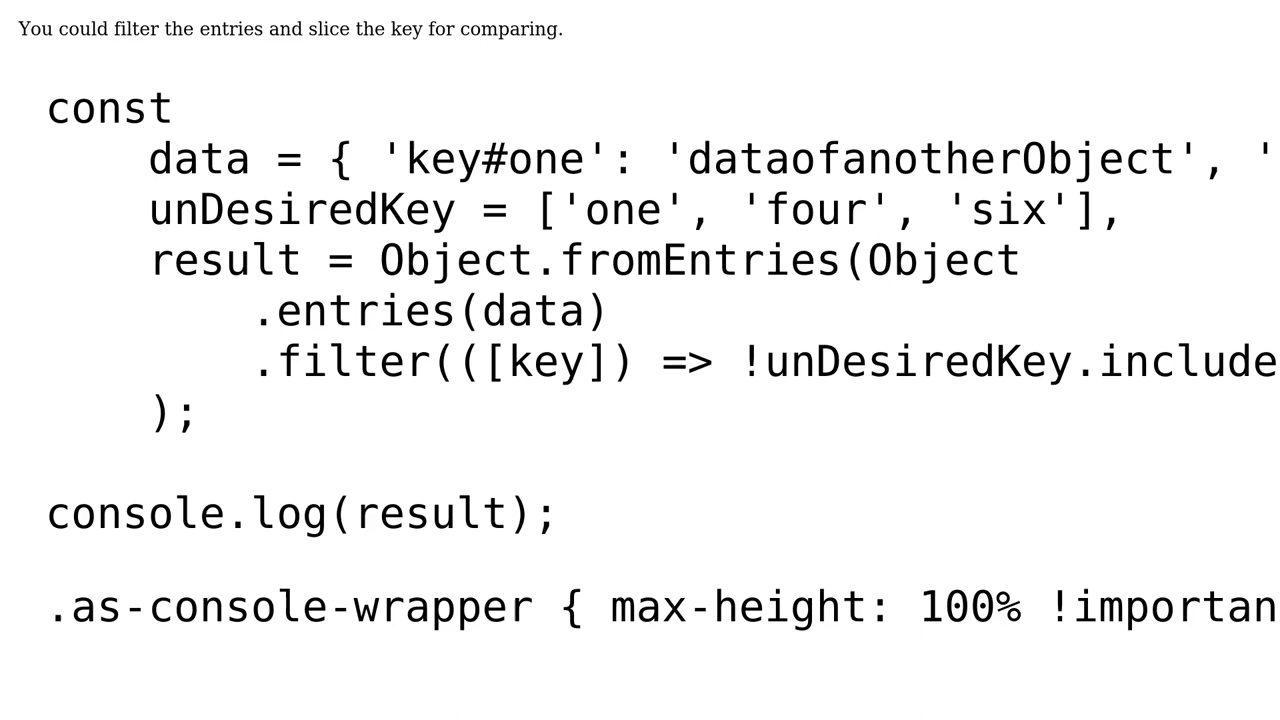 You could filter the entries and slice the key for comparing.
const
data = { 'key#one': 'dataofanotherObject', '
unDesiredKey = ['one', 'four', 'six'],
result = Object.fromEntries(Object
.entries(data)
.filter(([key]) => !unDesiredKey.include
);
console.log(result);
.as-console-wrapper { max-height: 100% !importan